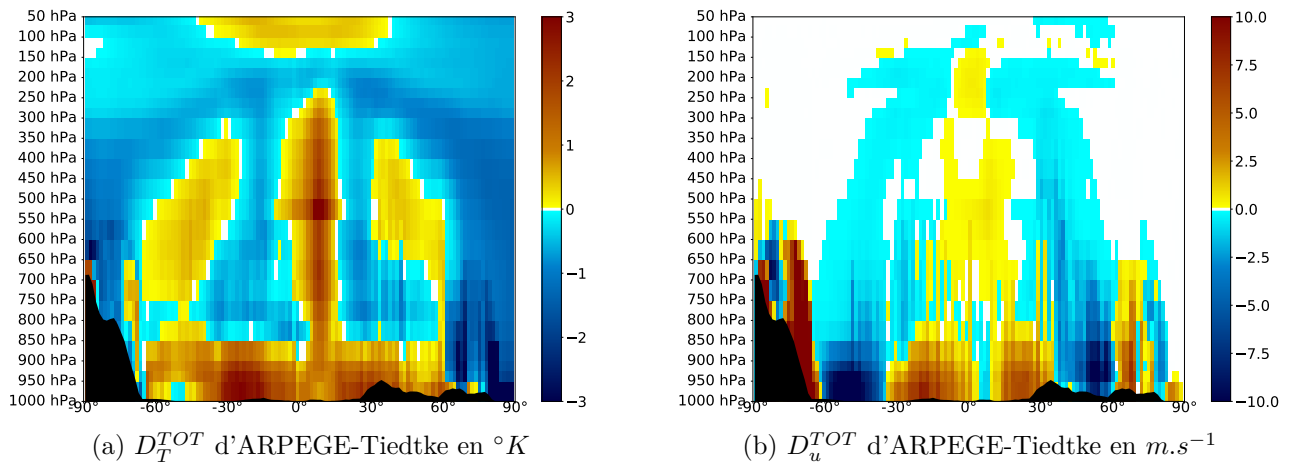 50 hPa
100 hPa
150 hPa
200 hPa
250 hPa
300 hPa
350 hPa
400 hPa
450 hPa
500 hPa
550 hPa
600 hPa
650 hPa
700 hPa
750 hPa
800 hPa
850 hPa
900 hPa
950 hPa
1000 hPa
-90° -60° -30° 0° 30° 60° 90°
3
2
1
0
−1
−2
−3
(a) D_T^{TOT} d'ARPEGE-Tiedtke en °K
50 hPa
100 hPa
150 hPa
200 hPa
250 hPa
300 hPa
350 hPa
400 hPa
450 hPa
500 hPa
550 hPa
600 hPa
650 hPa
700 hPa
750 hPa
800 hPa
850 hPa
900 hPa
950 hPa
1000 hPa
-90° -60° -30° 0° 30° 60° 90°
10.0
7.5
5.0
2.5
0.0
−2.5
−5.0
−7.5
−10.0
(b) D_u^{TOT} d'ARPEGE-Tiedtke en m.s^{-1}